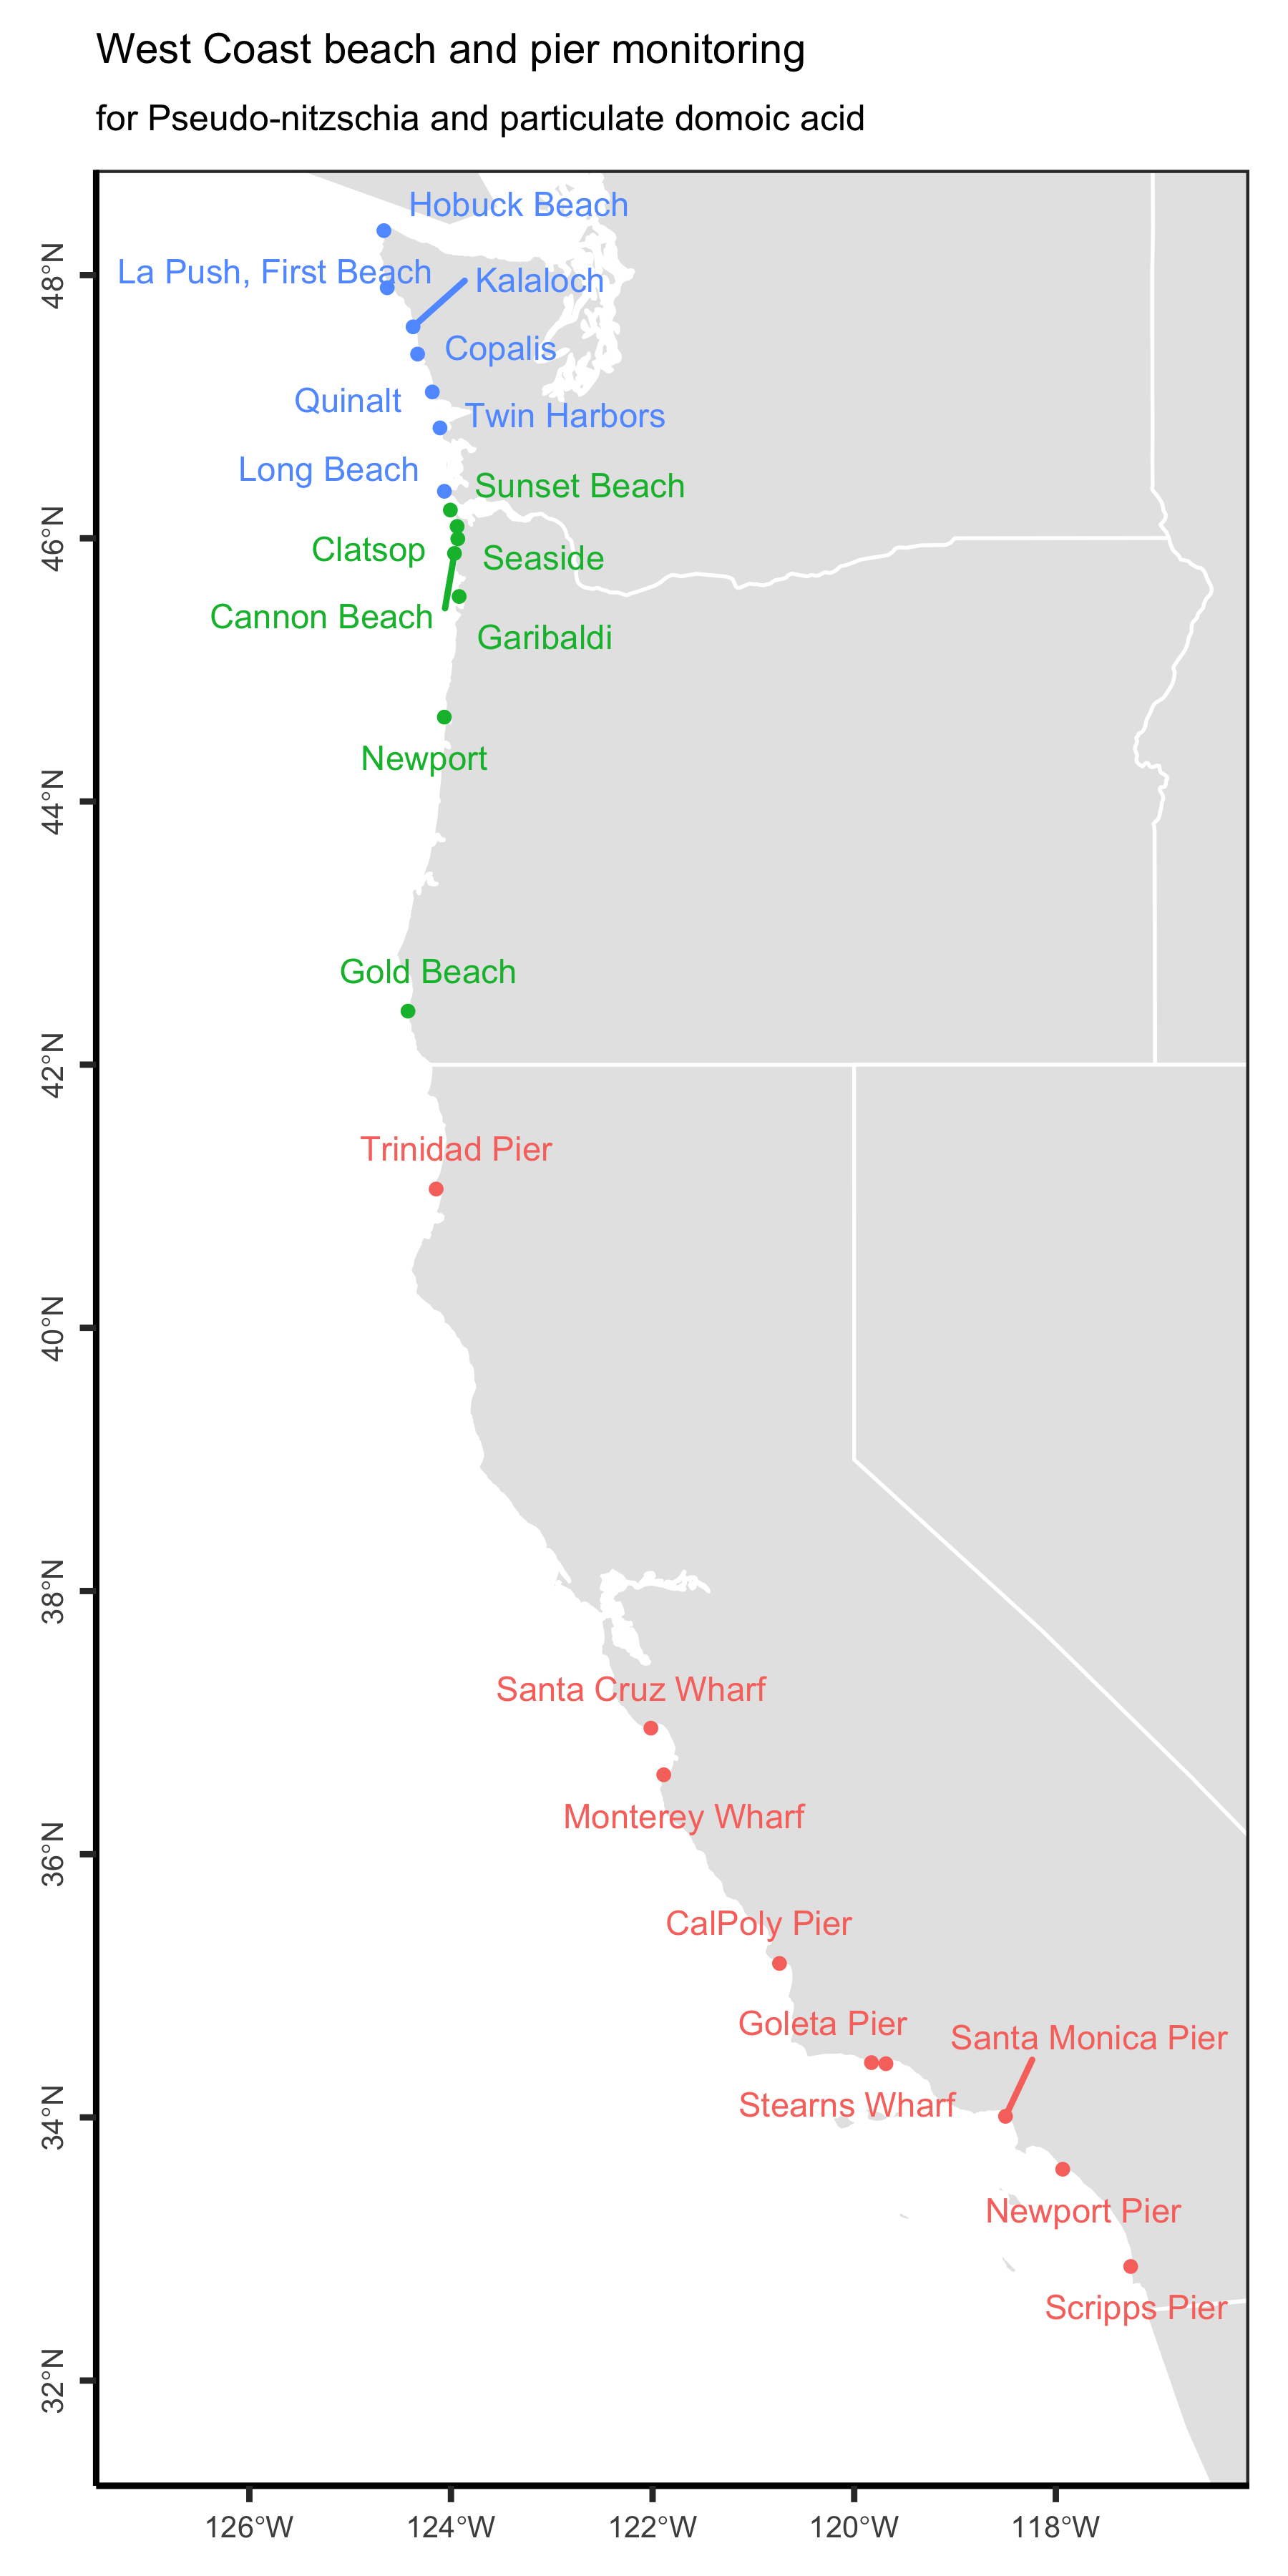 West Coast beach and pier monitoring
for Pseudo-nitzschia and particulate domoic acid
Hobuck Beach
48°N
La Push, First Beach
Kalaloch
Copalis
Quinalt
Twin Harbors
Long Beach
Sunset Beach
46°N
Clatsop
Seaside
Cannon Beach
Garibaldi
Newport
44°N
Gold Beach
42°N
Trinidad Pier
40°N
38°N
Santa Cruz Wharf
Monterey Wharf
36°N
CalPoly Pier
Goleta Pier
Santa Monica Pier
Stearns Wharf
34°N
Newport Pier
Scripps Pier
32°N
126°W
124°W
122°W
120°W
118°W